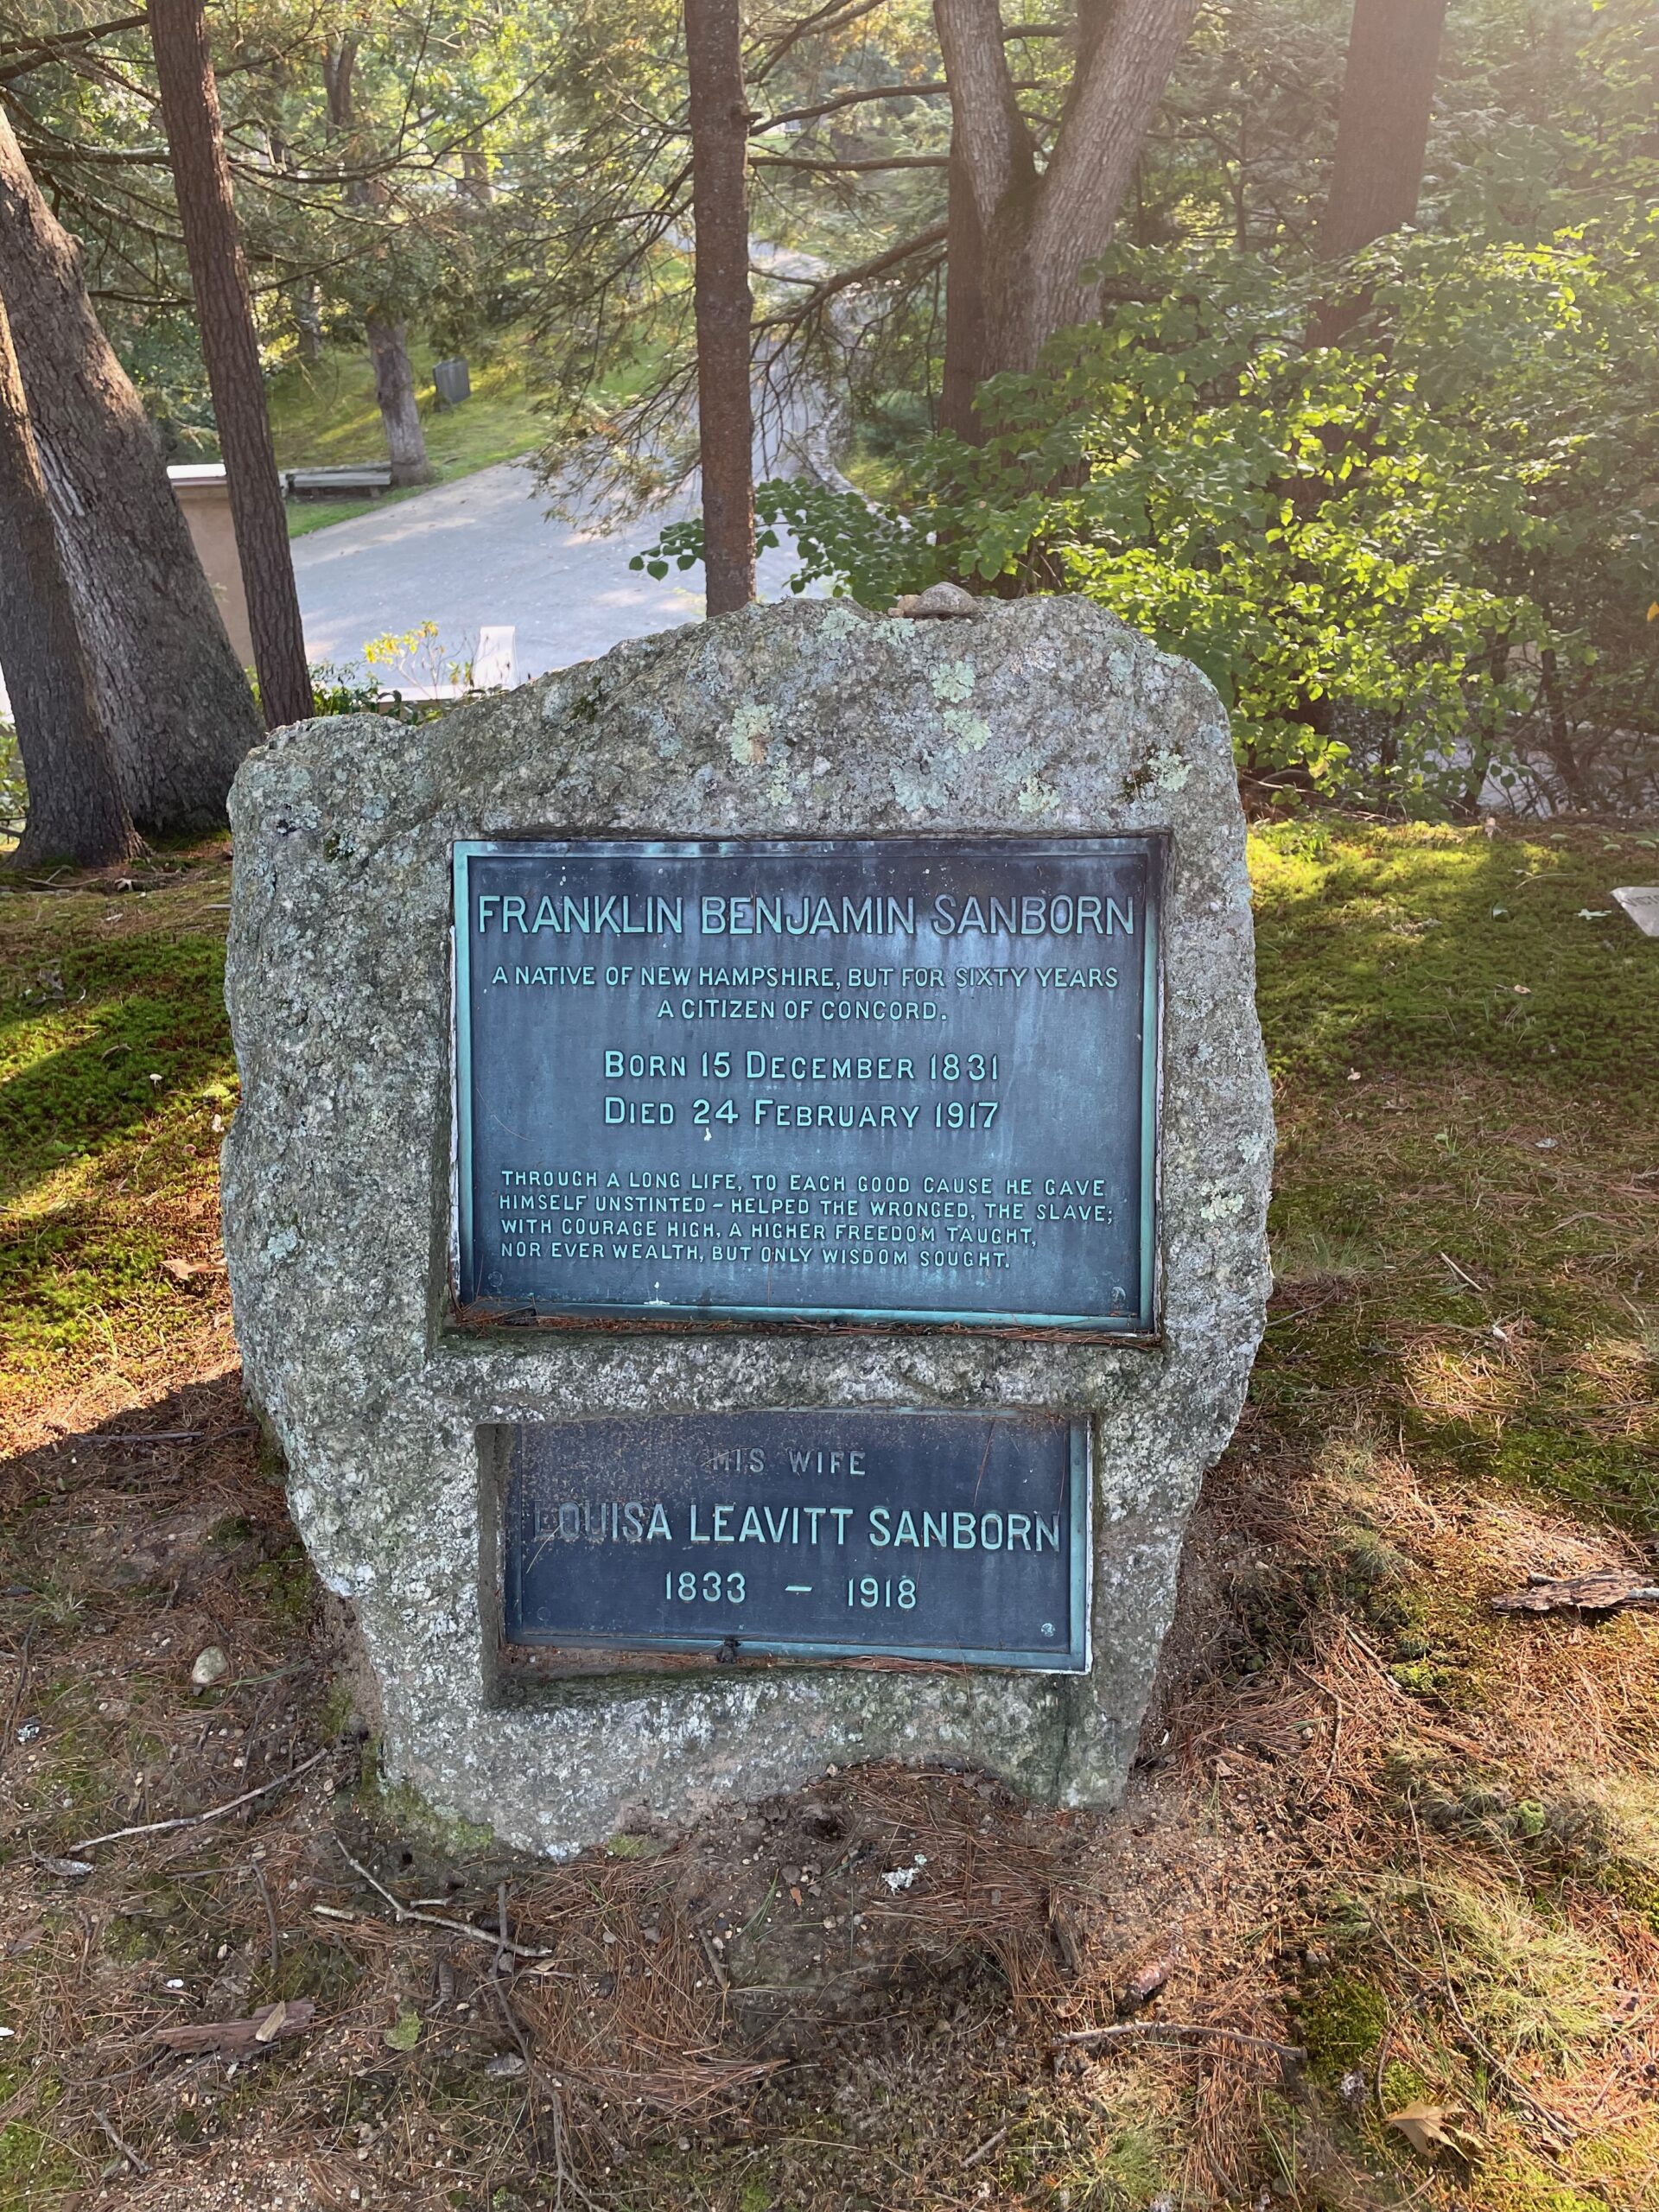 FRANKLIN BENJAMIN SANBORN
A NATIVE OF NEW HAMPSHIRE, BUT FOR SIXTY YEARS
A CITIZEN OF CONCORD.
BORN 15 DECEMBER 1831
DIED 24 FEBRUARY 1917
THROUGH A LONG LIFE, TO EACH GOOD CAUSE HE GAVE
HIMSELF UNSTINTED – HELPED THE WRONGED, THE SLAVE;
WITH COURAGE HIGH, A HIGHER FREEDOM TAUGHT,
NOR EVER WEALTH, BUT ONLY WISDOM SOUGHT.
HIS WIFE
LOUISA LEAVITT SANBORN
1833 – 1918